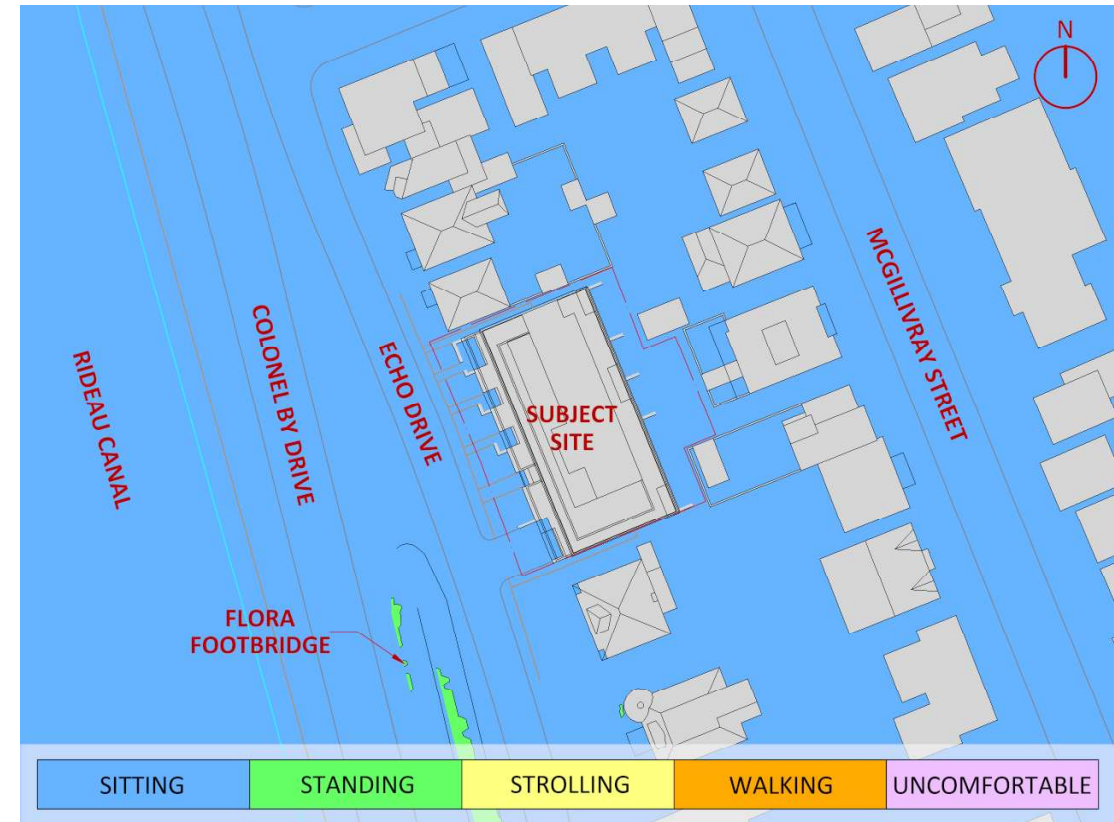 N
MCGILLIVRAY STREET
RIDEAU CANAL
COLONEL BY DRIVE
ECHO DRIVE
SUBJECT
SITE
FLORA
FOOTBRIDGE
SITTING
STANDING
STROLLING
WALKING
UNCOMFORTABLE